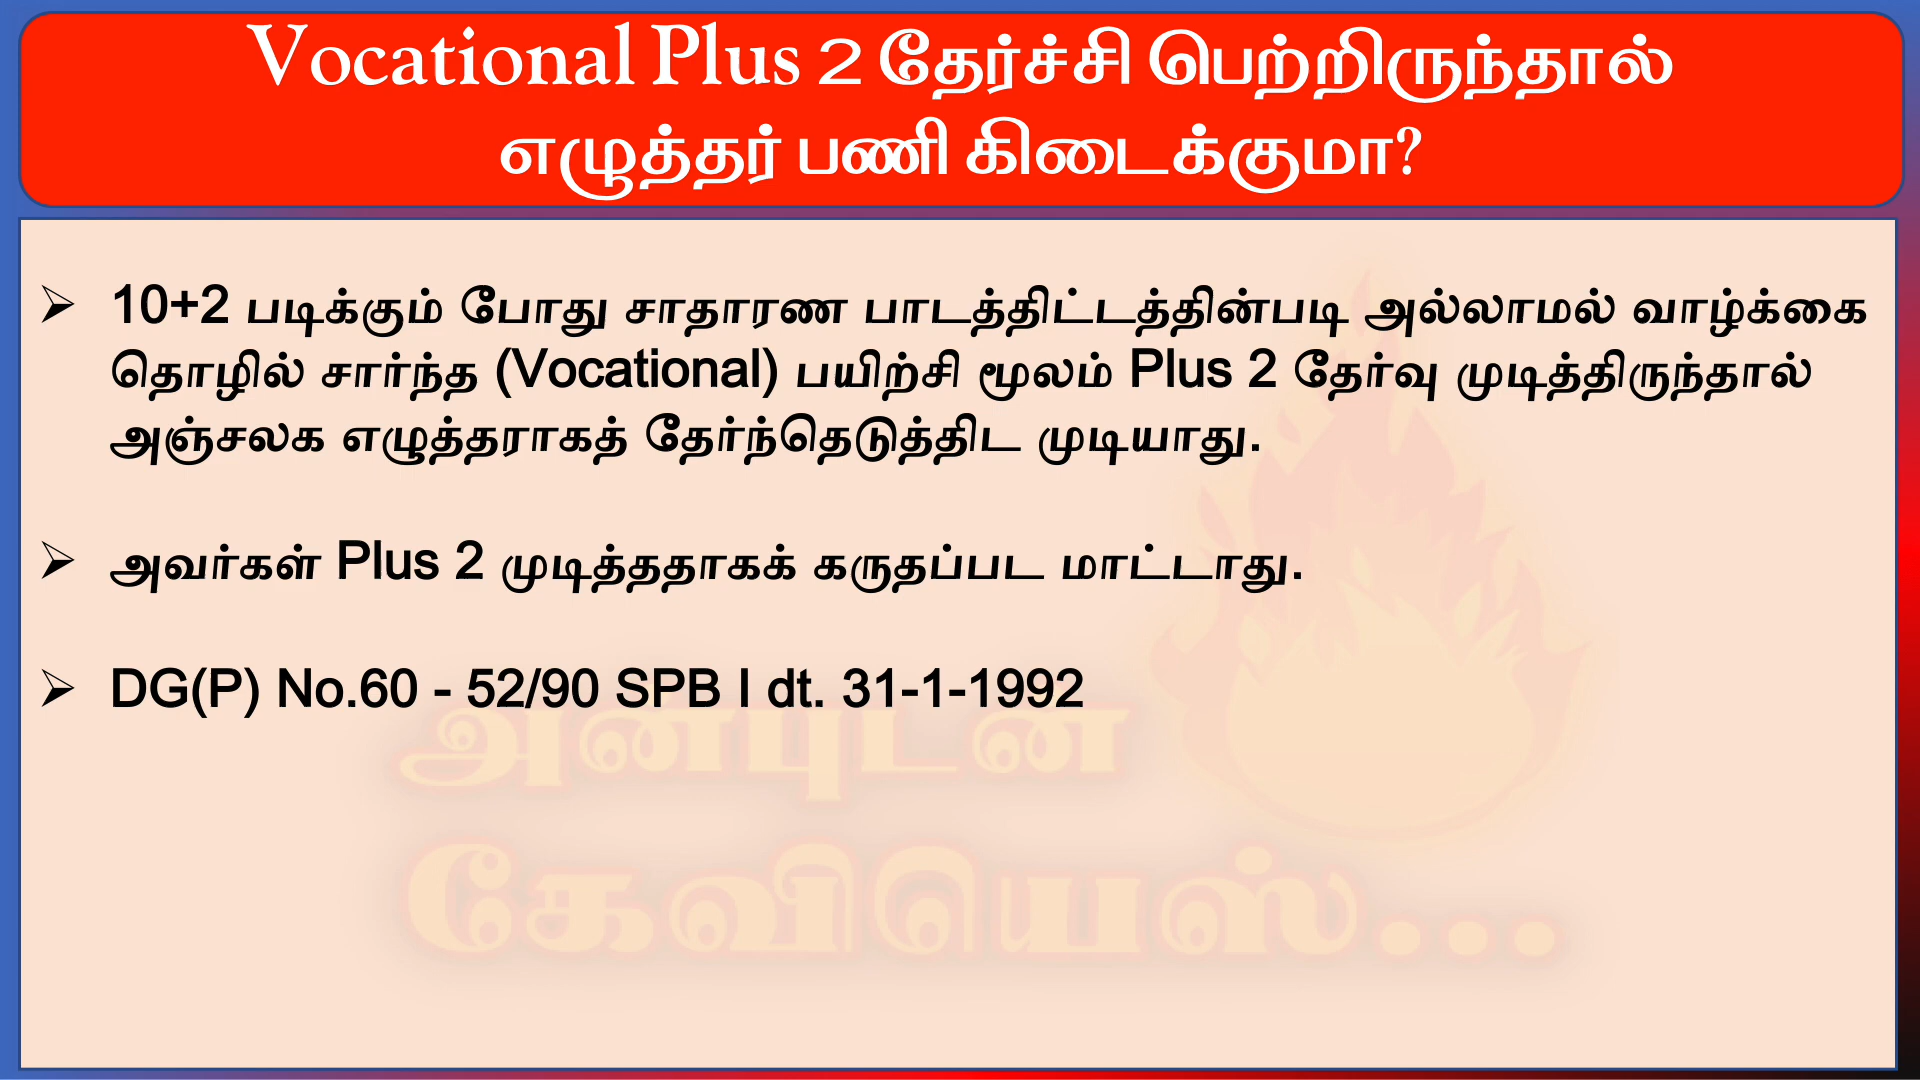 Vocational Plus 2 தேர்ச்சி பெற்றிருந்தால்
எழுத்தர் பணி கிடைக்குமா?
➢ 10+2 படிக்கும் போது சாதாரண பாடத்திட்டத்தின்படி அல்லாமல் வாழ்க்கை
தொழில் சார்ந்த (Vocational) பயிற்சி மூலம் Plus 2 தேர்வு முடித்திருந்தால்
அஞ்சலக எழுத்தராகத் தேர்ந்தெடுத்திட முடியாது.
➢ அவர்கள் Plus 2 முடித்ததாகக் கருதப்பட மாட்டாது.
➢ DG(P) No.60 - 52/90 SPB I dt. 31-1-1992
அன்புடன்
கேவியெஸ்...